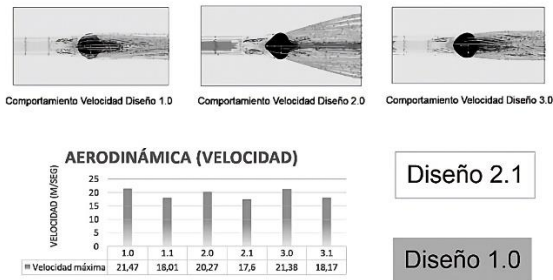 Comportamiento Velocidad Diseño 1.0
Comportamiento Velocidad Diseño 2.0
Comportamiento Velocidad Diseño 3.0
AERODINÁMICA (VELOCIDAD)
VELOCIDAD (M/SEG)
25
20
15
10
5
0
1.0 1.1 2.0 2.1 3.0 3.1
Velocidad máxima 21,47 18,01 20,27 17,6 21,38 18,17
Diseño 2.1
Diseño 1.0